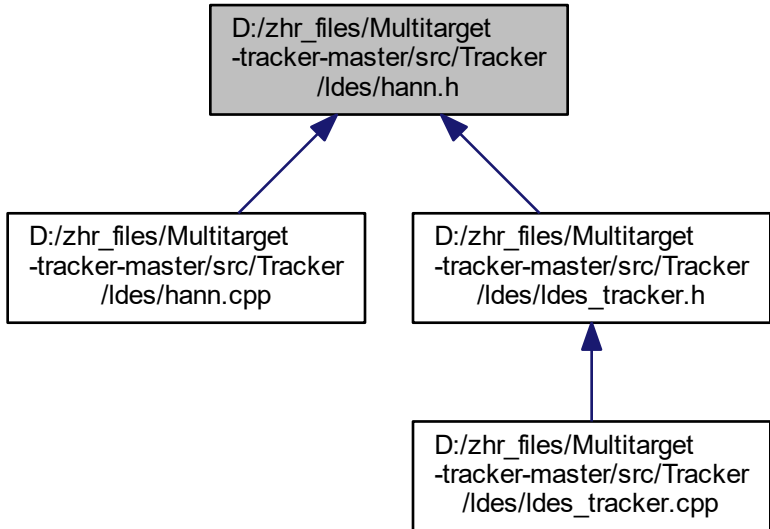 D:/zhr_files/Multitarget
-tracker-master/src/Tracker
/ldes/hann.h
D:/zhr_files/Multitarget
-tracker-master/src/Tracker
/ldes/hann.cpp
D:/zhr_files/Multitarget
-tracker-master/src/Tracker
/ldes/ldes_tracker.h
D:/zhr_files/Multitarget
-tracker-master/src/Tracker
/ldes/ldes_tracker.cpp